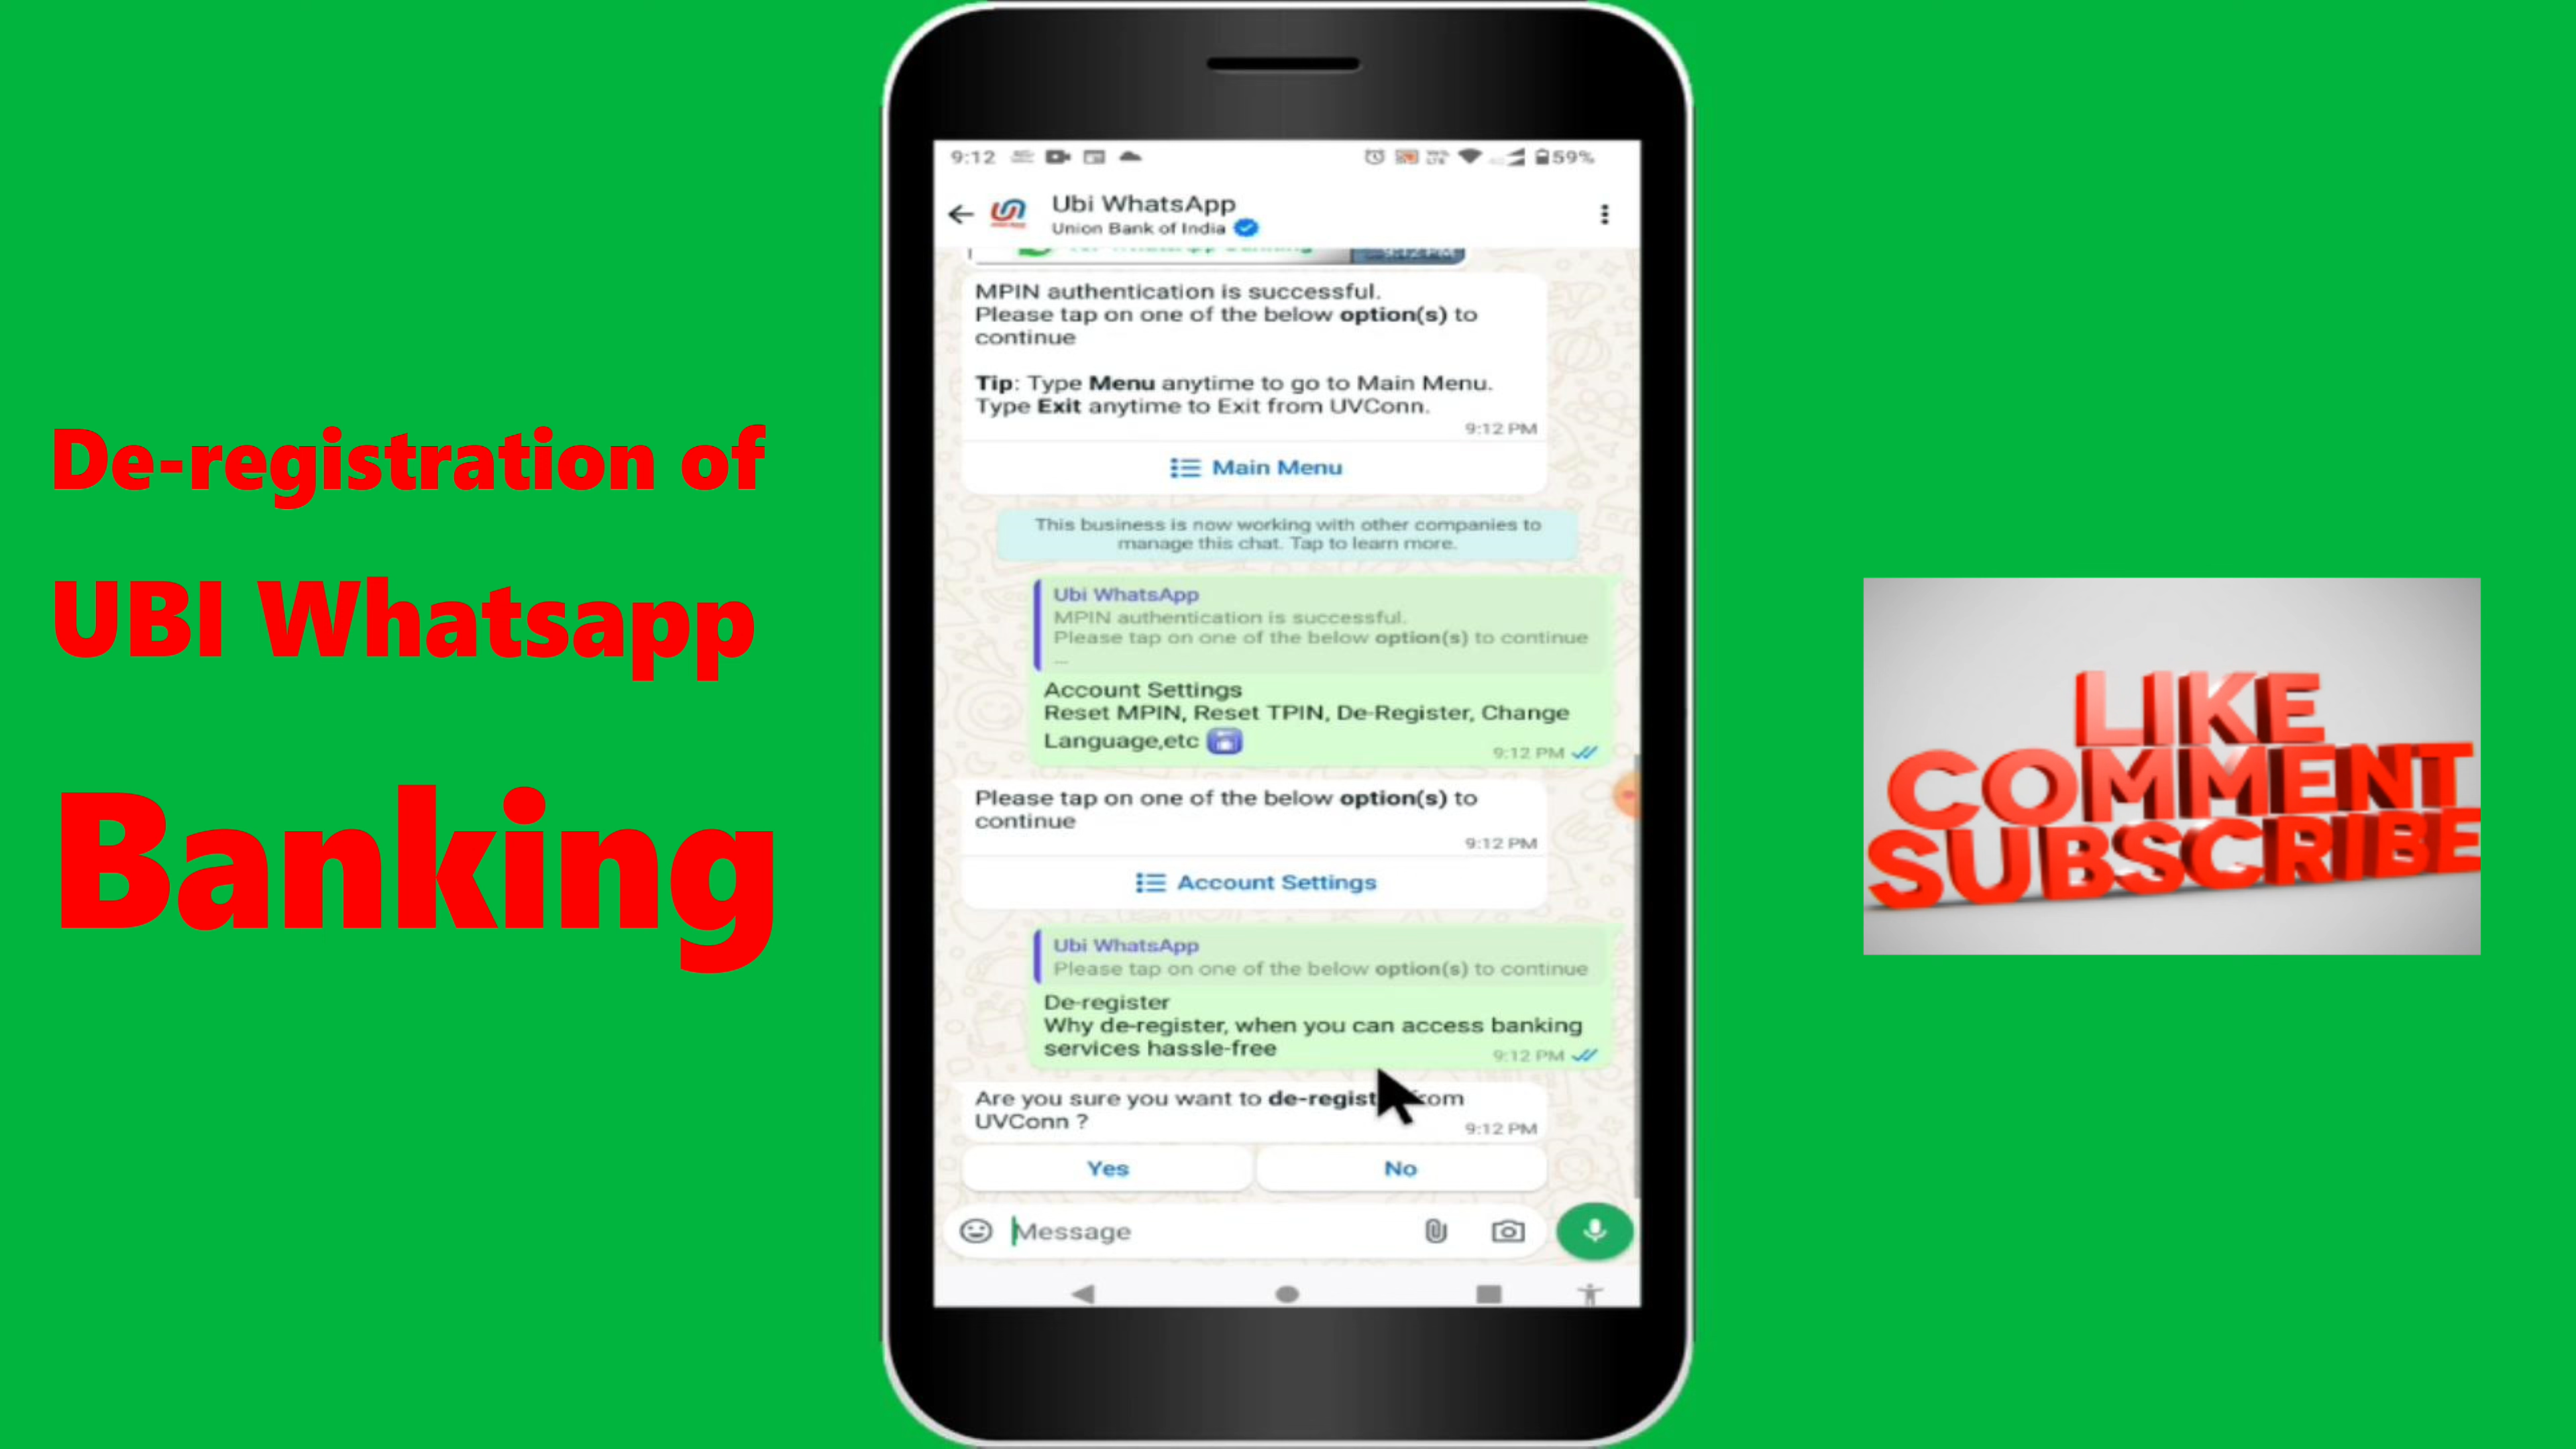 De-registration of
UBI Whatsapp
Banking
9:12
59%
Ubi WhatsApp
Union Bank of India
MPIN authentication is successful.
Please tap on one of the below option(s) to
continue
Tip: Type Menu anytime to go to Main Menu.
Type Exit anytime to Exit from UVConn.
9:12 PM
Main Menu
This business is now working with other companies to
manage this chat. Tap to learn more.
Ubi WhatsApp
MPIN authentication is successful.
Please tap on one of the below option(s) to continue
...
Account Settings
Reset MPIN, Reset TPIN, De-Register, Change
Language,etc
9:12 PM
Please tap on one of the below option(s) to
continue
9:12 PM
Account Settings
Ubi WhatsApp
Please tap on one of the below option(s) to continue
De-register
Why de-register, when you can access banking
services hassle-free
9:12 PM
Are you sure you want to
UVConn ?
9:12 PM
Yes
No
Message
LIKE
COMMENT
SUBSCRIBE